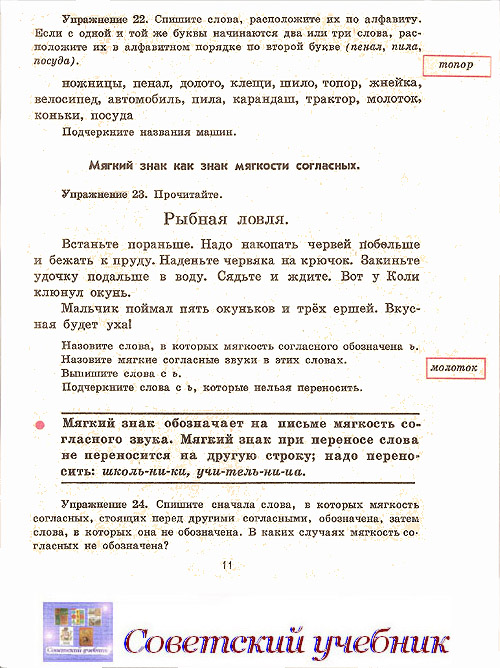 Упражнение 22. Спишите слова, расположите их по алфавиту.
Если с одной и той же буквы начинаются два или три слова, рас-
положите их в алфавитном порядке по второй букве (пенал, пила,
посуда).
топор
ножницы, пенал, долото, клещи, шило, топор, жнейка,
велосипед, автомобиль, пила, карандаш, трактор, молоток,
коньки, посуда
Подчеркните названия машин.
Мягкий знак как знак мягкости согласных.
Упражнение 23. Прочитайте.
Рыбная ловля.
Встаньте пораньше. Надо накопать червей побольше
и бежать к пруду. Наденьте червяка на крючок. Закиньте
удочку подальше в воду. Сядьте и ждите. Вот у Коли
клюнул окунь.
Мальчик поймал пять окуньков и трёх ершей. Вкус-
ная будет уха!
Назовите слова, в которых мягкость согласного обозначена ь.
Назовите мягкие согласные звуки в этих словах.
Выпишите слова с ь.
Подчеркните слова с ь, которые нельзя переносить.
молоток
Мягкий знак обозначает на письме мягкость со-
гласного звука. Мягкий знак при переносе слова
не переносится на другую строку; надо перено-
сить: школь-ни-ки, учи-тель-ни-ца.
Упражнение 24. Спишите сначала слова, в которых мягкость
согласных, стоящих перед другими согласными, обозначена, затем
слова, в которых она не обозначена. В каких случаях мягкость со-
гласных не обозначена?
11
Советский учебник
Советский учебник